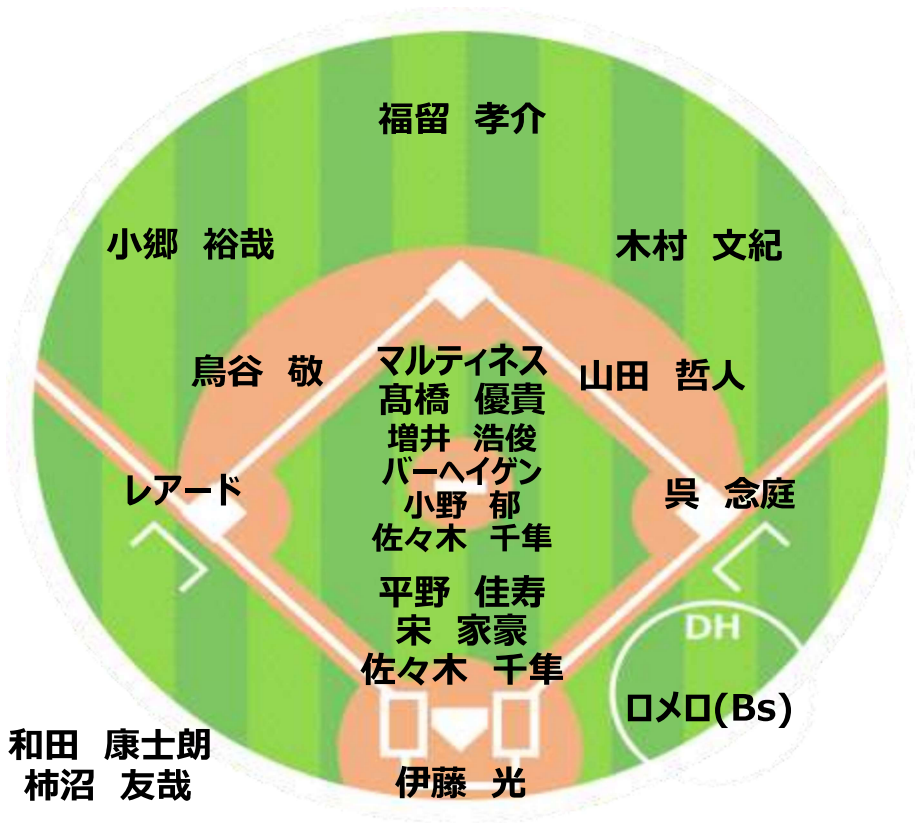 福留 孝介
小郷 裕哉
木村 文紀
鳥谷 敬
マルティネス
山田 哲人
髙橋 優貴
増井 浩俊
バーヘイゲン
レアード
呉 念庭
小野 郁
佐々木 千隼
平野 佳寿
宋 家豪
佐々木 千隼
DH
ロメロ(Bs)
和田 康士朗
柿沼 友哉
伊藤 光